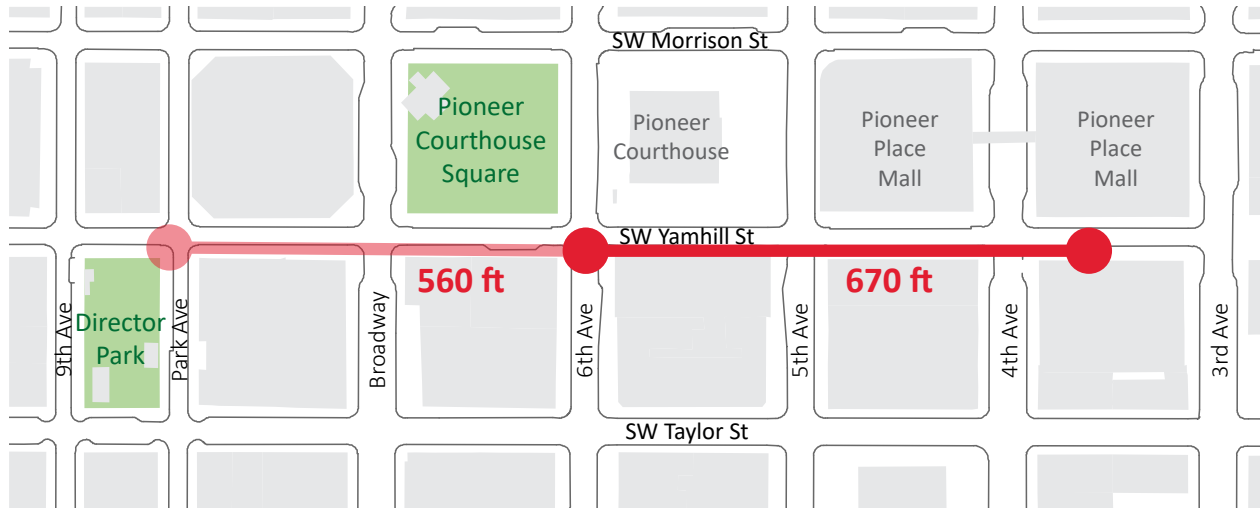 SW Morrison St
Pioneer
Courthouse
Square
Pioneer
Courthouse
Pioneer
Place
Mall
Pioneer
Place
Mall
SW Yamhill St
560 ft
670 ft
9th Ave
Director
Park
Park Ave
Broadway
6th Ave
5th Ave
4th Ave
3rd Ave
SW Taylor St